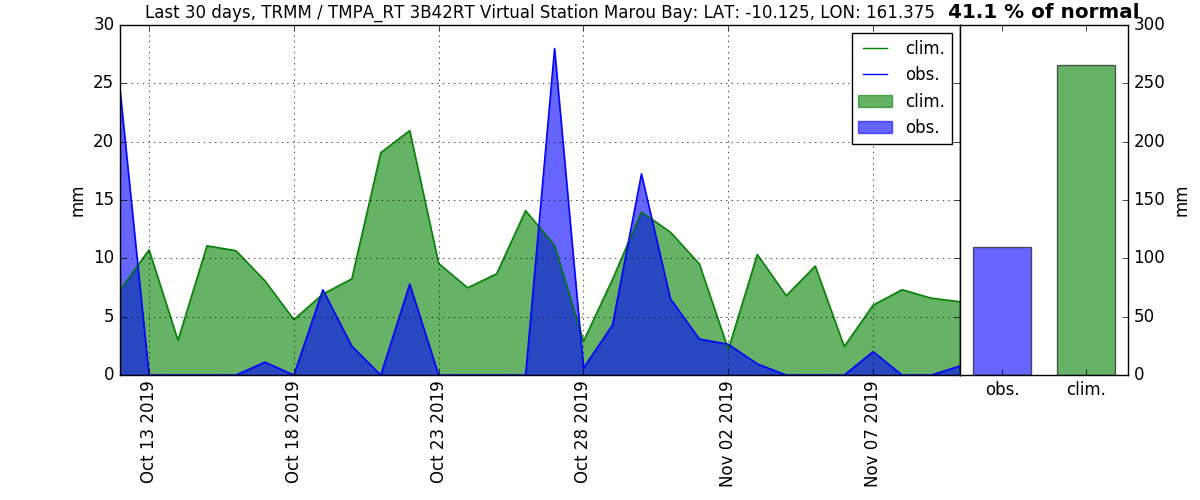 Last 30 days, TRMM / TMPA_RT 3B42RT Virtual Station Marou Bay: LAT: -10.125, LON: 161.375
41.1 % of normal
30
25
20
15
10
5
0
mm
clim.
obs.
clim.
obs.
Oct 13 2019
Oct 18 2019
Oct 23 2019
Oct 28 2019
Nov 02 2019
Nov 07 2019
300
250
200
150
100
50
0
mm
obs.
clim.